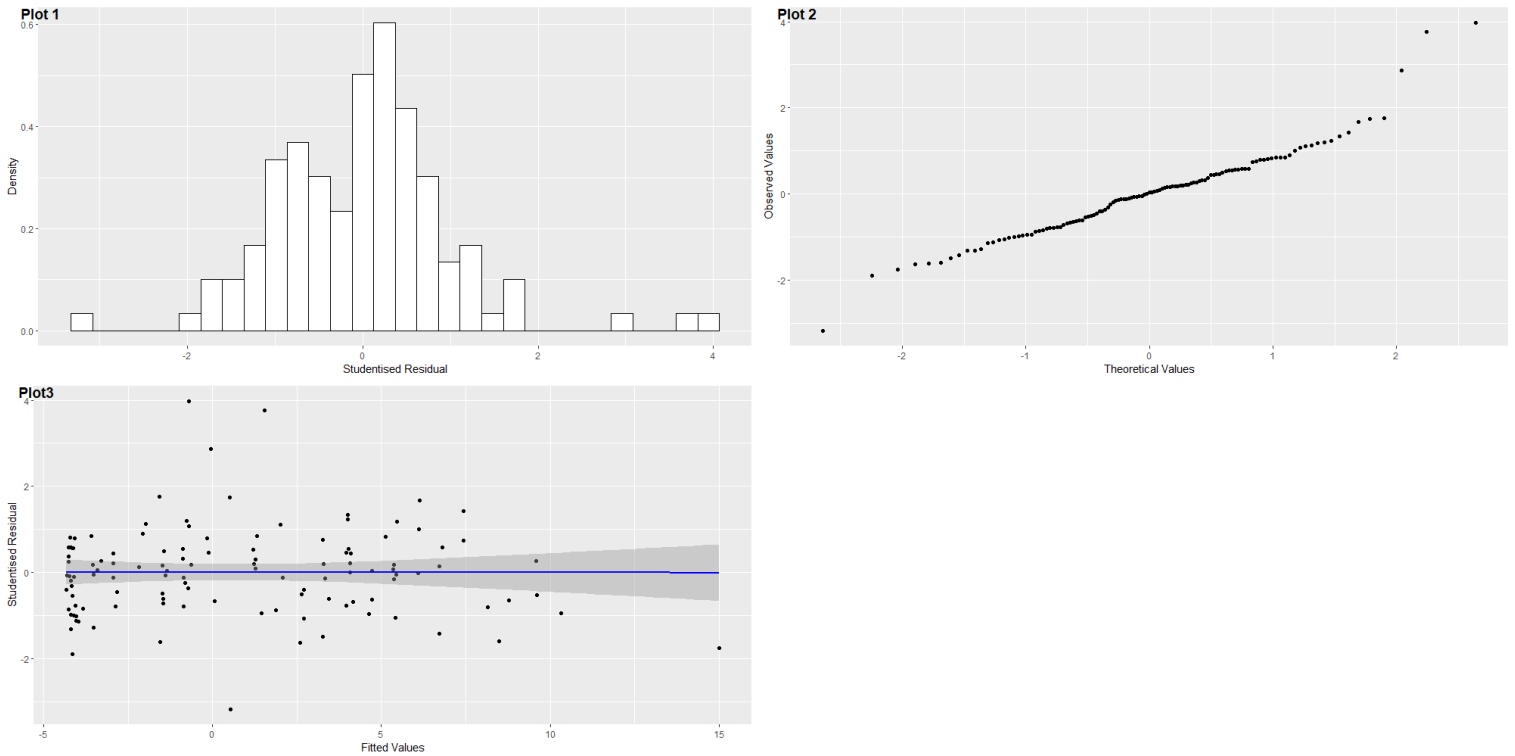 Plot 1
0.6
0.4
0.2
0.0
Density
-2
0
2
4
Studentised Residual
Plot 2
4
2
0
-2
Observed Values
-2
-1
0
1
2
Theoretical Values
Plot3
4
2
0
-2
Studentised Residual
-5
0
5
10
15
Fitted Values